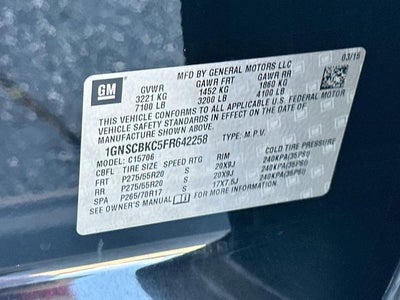 MFD BY GENERAL MOTORS LLC 03/15
GM GVWR GAWR FRT GAWR RR
3221 KG 1452 KG 1860 KG
7100 LB 3200 LB 4100 LB
THIS VEHICLE CONFORMS TO ALL APPLICABLE U.S. FEDERAL MOTOR
VEHICLE SAFETY STANDARDS IN EFFECT ON THE DATE OF
MANUFACTURE SHOWN ABOVE.
1GNSCBKC5FR642258 TYPE: M.P.V.
MODEL: C15706
CBFL TIRE SIZE SPEED RTG RIM COLD TIRE PRESSURE
FRT P275/55R20 S 20X9J 240KPA(35PSI)
RR P275/55R20 S 20X9J 240KPA(35PSI)
SPA P265/70R17 S 17X7.5J 240KPA(35PSI)
SEE OWNER'S MANUAL FOR ADDITIONAL INFORMATION.